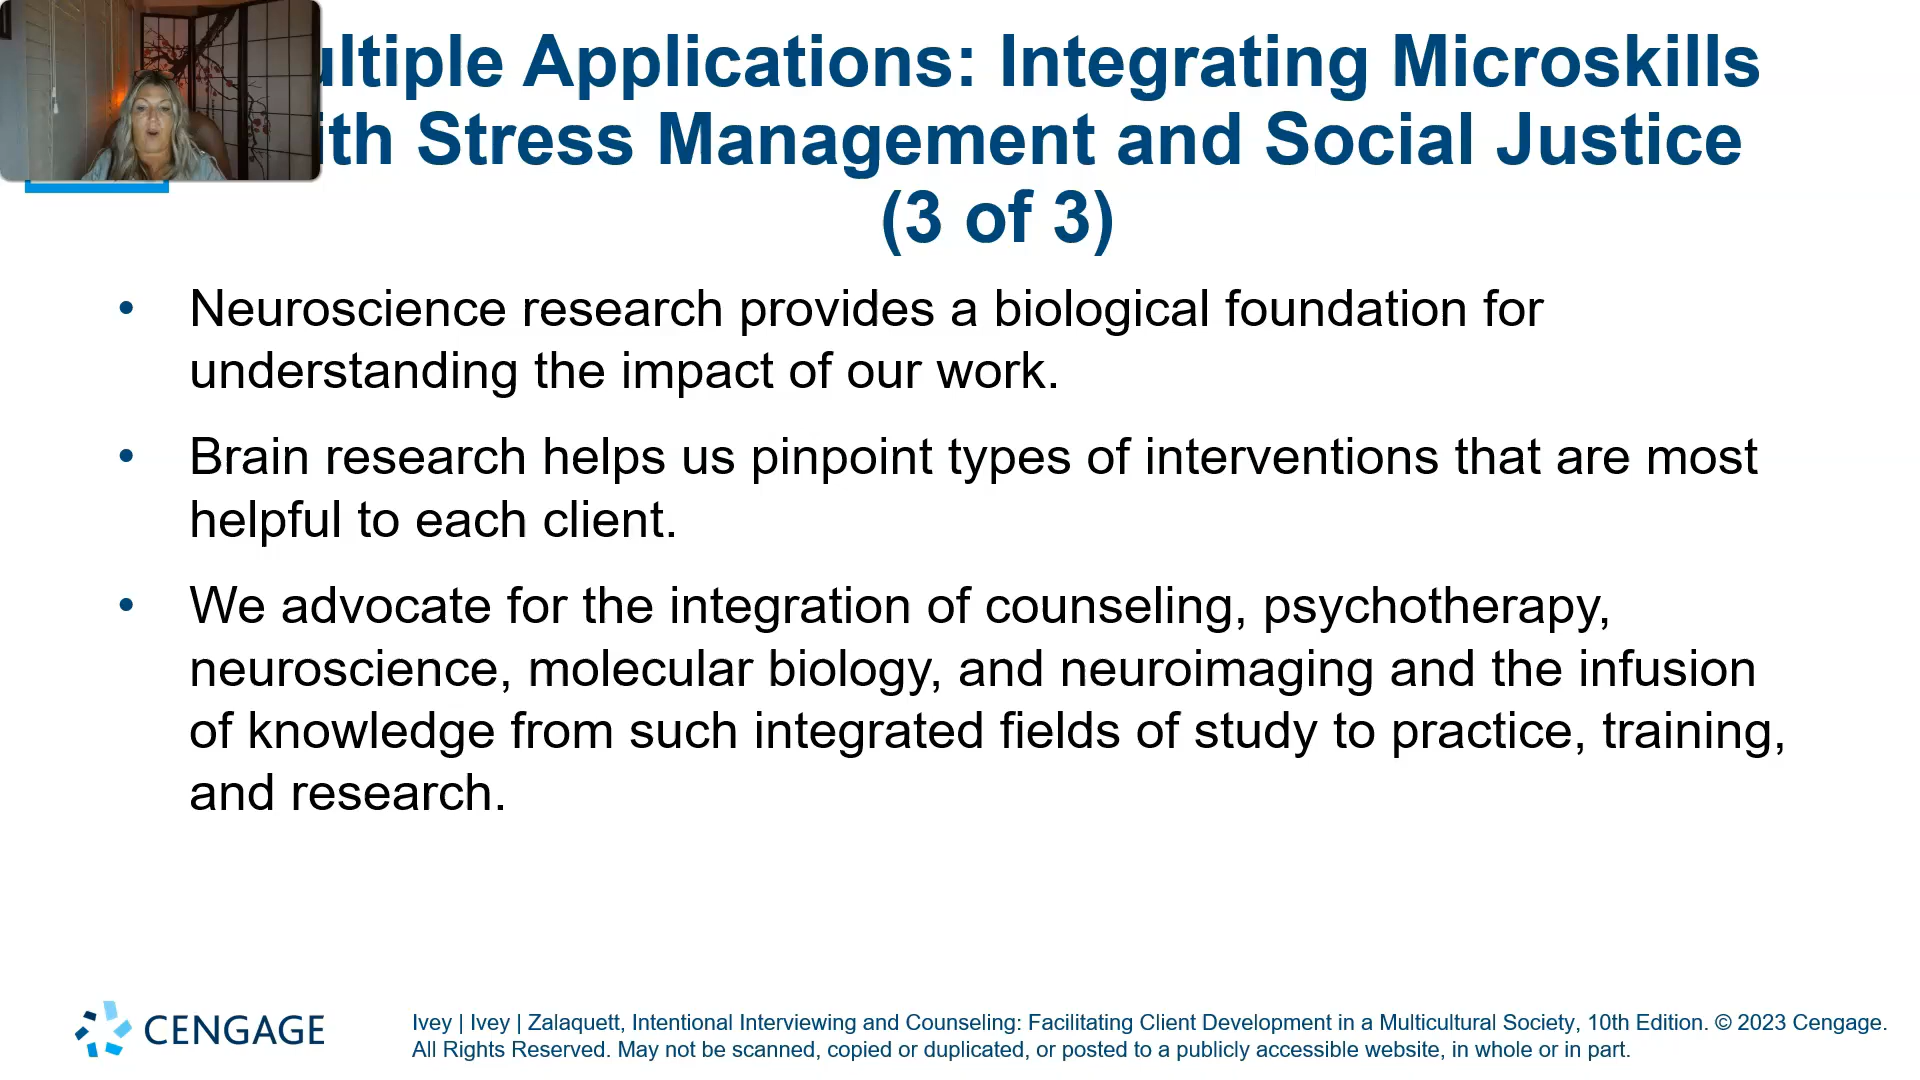 ultiple Applications: Integrating Microskills
ith Stress Management and Social Justice
(3 of 3)
• Neuroscience research provides a biological foundation for
understanding the impact of our work.
• Brain research helps us pinpoint types of interventions that are most
helpful to each client.
• We advocate for the integration of counseling, psychotherapy,
neuroscience, molecular biology, and neuroimaging and the infusion
of knowledge from such integrated fields of study to practice, training,
and research.
CENGAGE
Ivey | Ivey | Zalaquett, Intentional Interviewing and Counseling: Facilitating Client Development in a Multicultural Society, 10th Edition. © 2023 Cengage.
All Rights Reserved. May not be scanned, copied or duplicated, or posted to a publicly accessible website, in whole or in part.